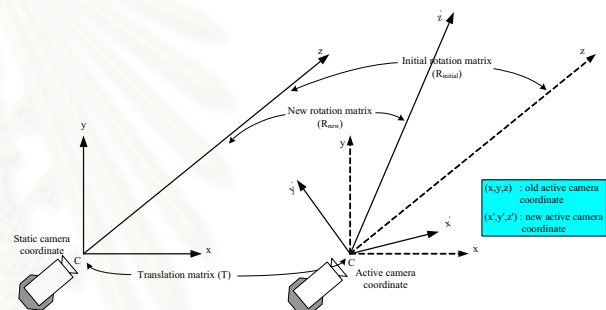 z'
z
Initial rotation matrix
(Rinitial)
z
New rotation matrix
(Rnew)
y
y
y'
x'
(x,y,z) : old active camera
coordinate
(x',y',z') : new active camera
coordinate
Static camera
coordinate
C
x
C
x
Translation matrix (T)
Active camera
coordinate